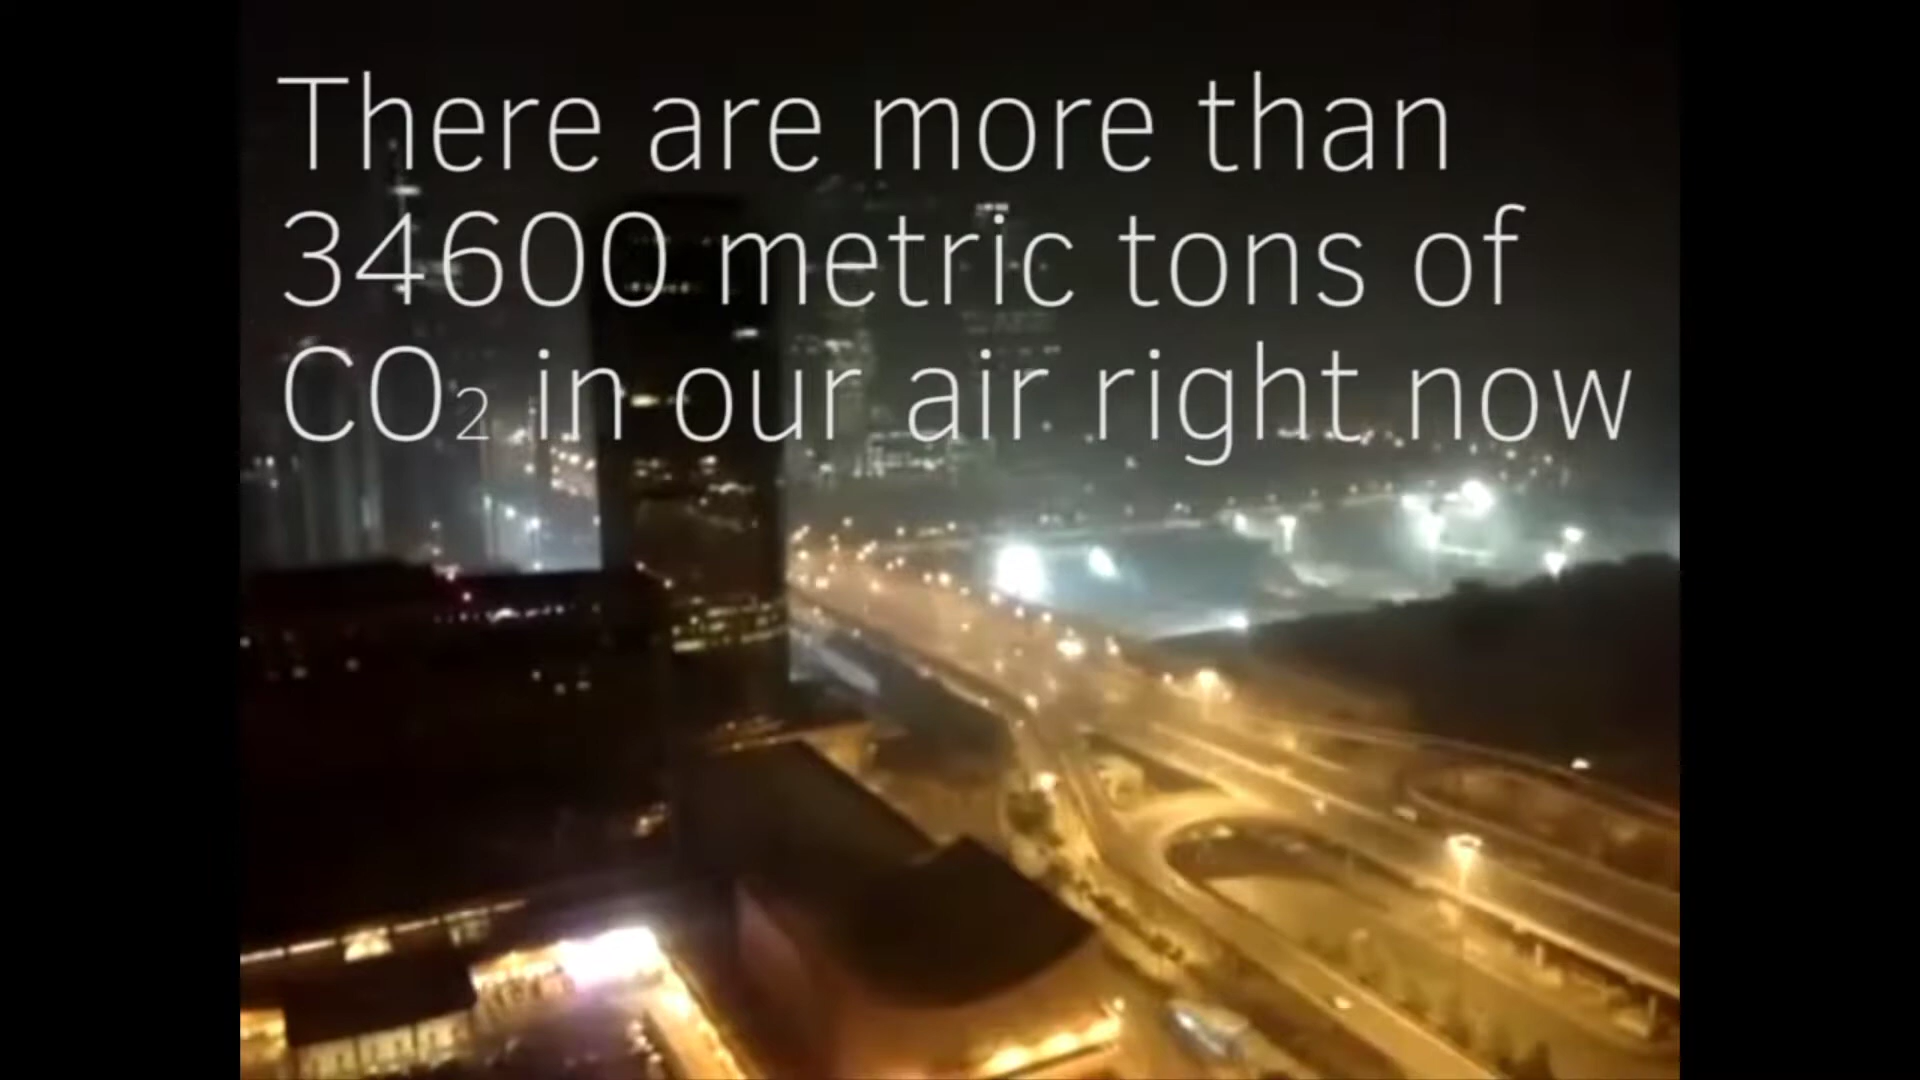 There are more than
34600 metric tons of
CO₂ in our air right now